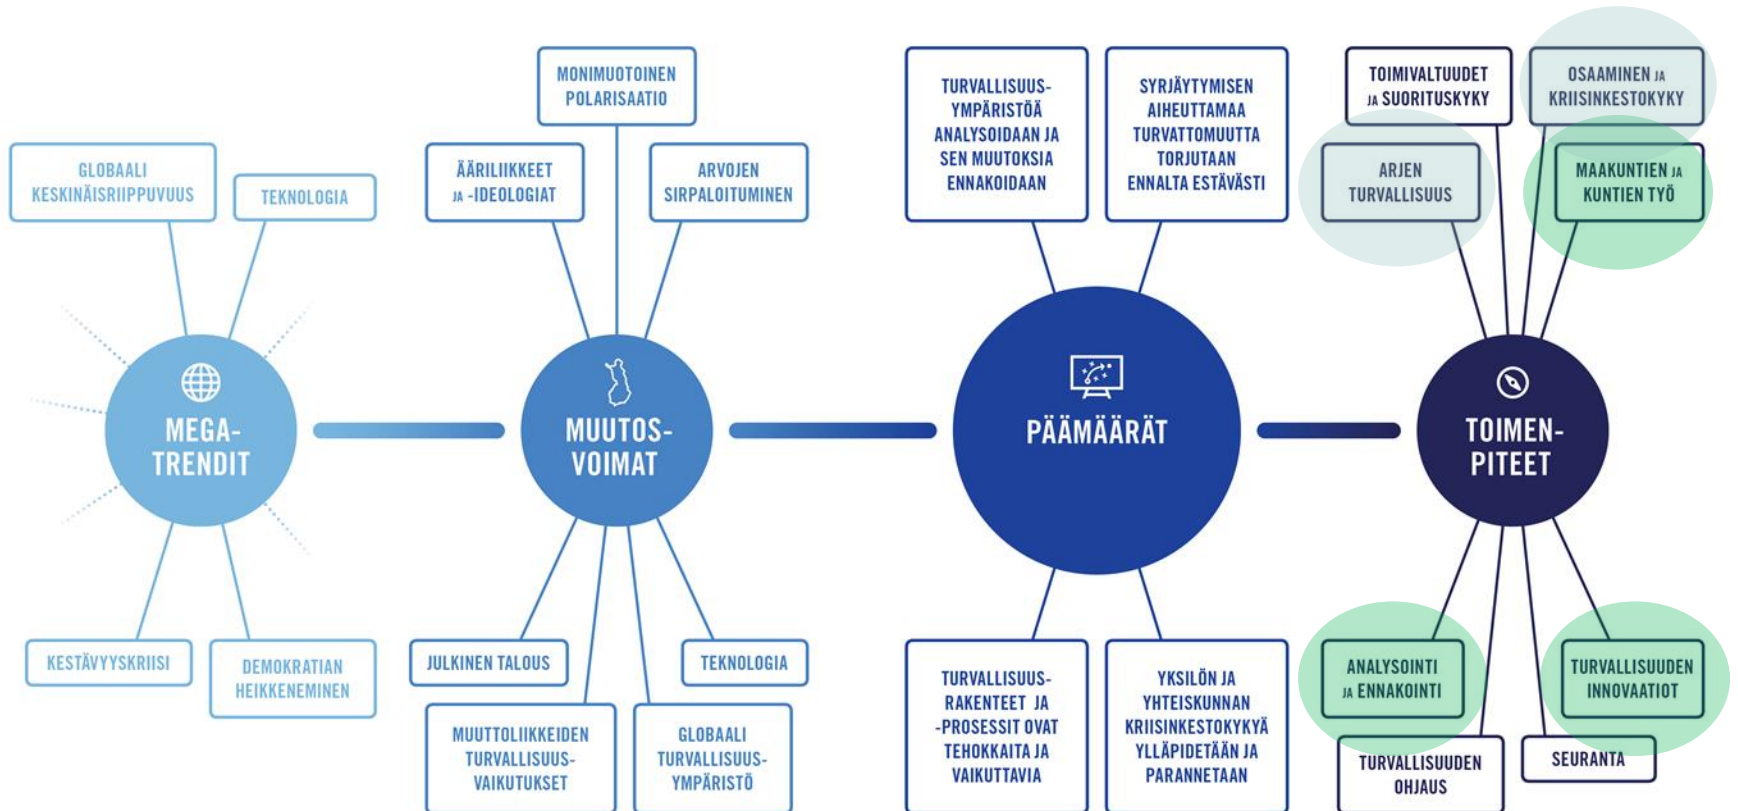 GLOBAALI
KESKINÄISRIIPPUVUUS
TEKNOLOGIA
MEGA-
TRENDIT
KESTÄVYYSKRIISI
DEMOKRATIAN
HEIKKENEMINEN
MONIMUOTOINEN
POLARISAATIO
ÄÄRILIIKKEET
JA -IDEOLOGIAT
ARVOJEN
SIRPALOITUMINEN
MUUTOS-
VOIMAT
JULKINEN TALOUS
TEKNOLOGIA
MUUTTOLIIKKEIDEN
TURVALLISUUS-
VAIKUTUKSET
GLOBAALI
TURVALLISUUS-
YMPÄRISTÖ
TURVALLISUUS-
YMPÄRISTÖÄ
ANALYSOIDAAN JA
SEN MUUTOKSIA
ENNAKOIDAAN
SYRJÄYTYMISEN
AIHEUTTAMAA
TURVATTOMUUTTA
TORJUTAAN
ENNALTA ESTÄVÄSTI
PÄÄMÄÄRÄT
TURVALLISUUS-
RAKENTEET JA
-PROSESSIT OVAT
TEHOKKAITA JA
VAIKUTTAVIA
YKSILÖN JA
YHTEISKUNNAN
KRIISINKESTOKYKYÄ
YLLÄPIDETÄÄN JA
PARANNETAAN
TOIMIVALTUUDET
JA SUORITUSKYKY
OSAAMINEN JA
KRIISINKESTOKYKY
ARJEN
TURVALLISUUS
MAAKUNTIEN JA
KUNTIEN TYÖ
TOIMEN-
PITEET
ANALYSOINTI
JA ENNAKOINTI
TURVALLISUUDEN
INNOVAATIOT
TURVALLISUUDEN
OHJAUS
SEURANTA